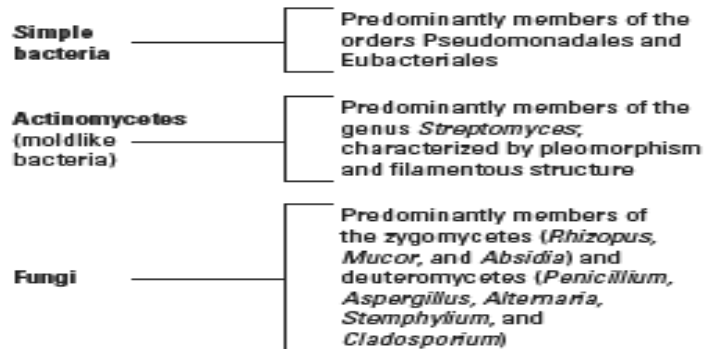 Simple
bacteria
Predominantly members of the
orders Pseudomonadales and
Eubacteriales
Actinomycetes
(moldlike
bacteria)
Predominantly members of the
genus Streptomyces,
characterized by pleomorphism
and filamentous structure
Fungi
Predominantly members of
the zygomycetes (Rhizopus,
Mucor, and Absidia) and
deuteromycetes (Penicillium,
Aspergillus, Alternaria,
Stemphylium, and
Cladosporium)